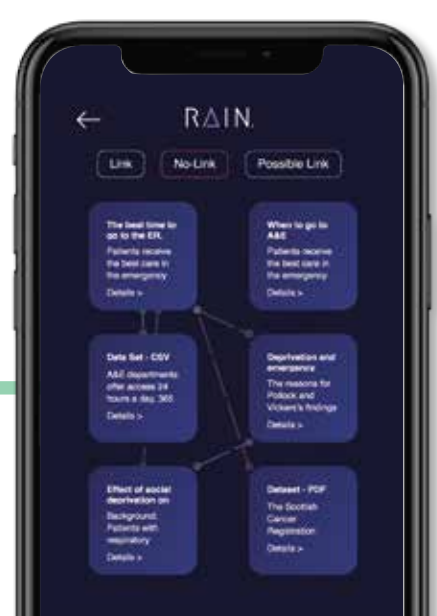 RAIN.
Link No-Link Possible Link
The best time to
go to the ER.
Patients receive
the best care in
the emergency
Details >
When to go to
A&E
Patients receive
the best care in
the emergency
Details >
Data Set - CSV
A&E departments
offer access 24
hours a day, 365
Details >
Deprivation and
emergency
The reasons for
Pollock and
Vickers's findings
Details >
Effect of social
deprivation on
Background:
Patients with
respiratory
Details >
Dataset - PDF
The Scottish
Cancer
Registration
Details >